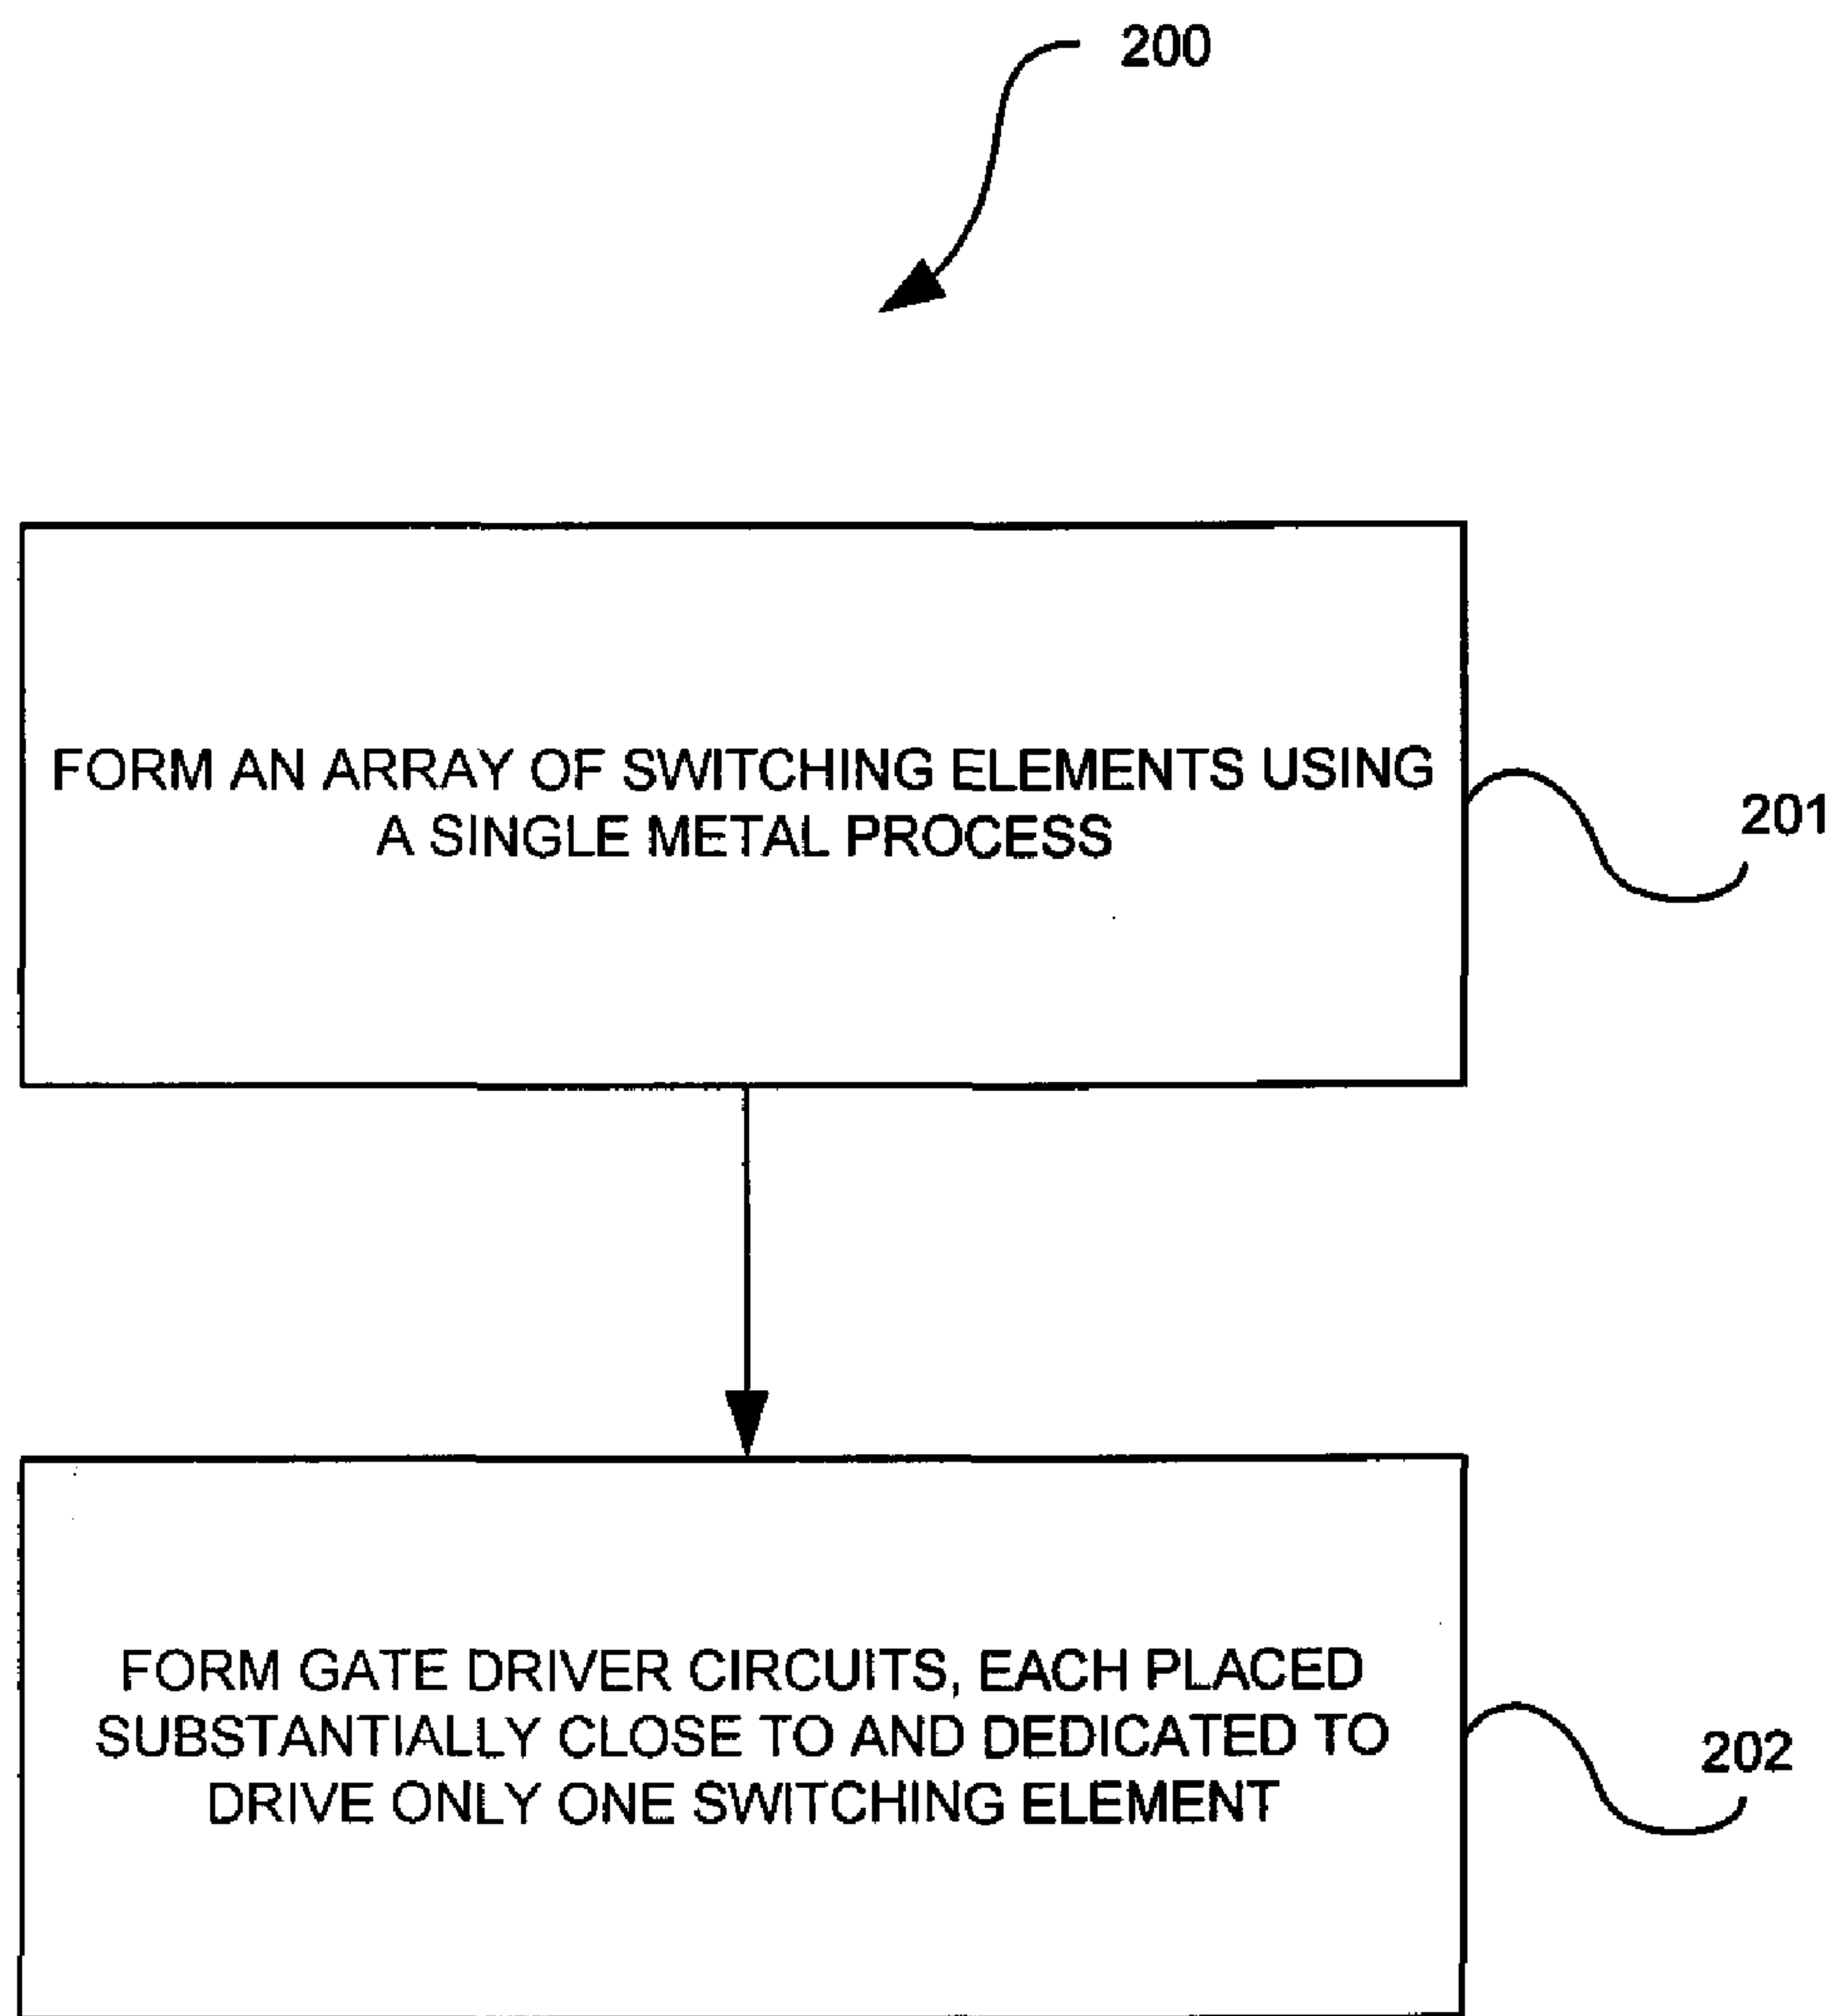 200
FORM AN ARRAY OF SWITCHING ELEMENTS USING
A SINGLE METAL PROCESS
201
FORM GATE DRIVER CIRCUITS, EACH PLACED
SUBSTANTIALLY CLOSE TO AND DEDICATED TO
DRIVE ONLY ONE SWITCHING ELEMENT
202